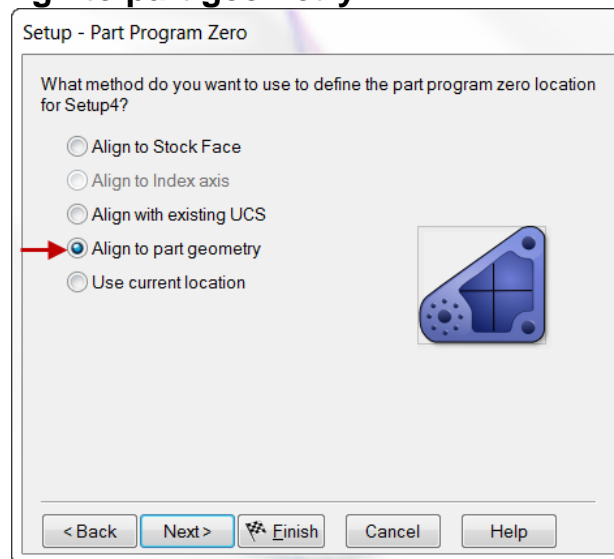 Setup - Part Program Zero
What method do you want to use to define the part program zero location
for Setup4?
Align to Stock Face
Align to Index axis
Align with existing UCS
Align to part geometry
Use current location
< Back Next > Finish Cancel Help